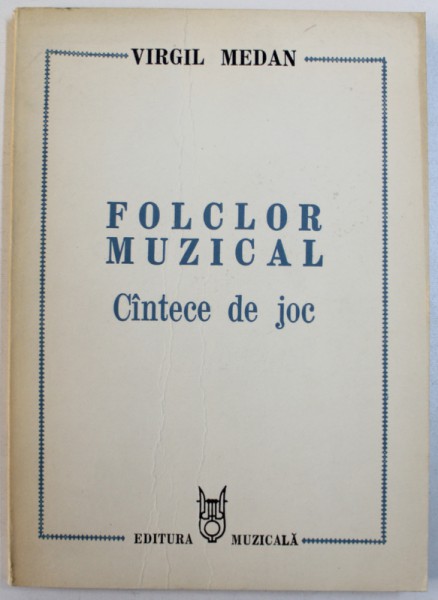 VIRGIL MEDAN
FOLCLOR
MUZICAL
Cîntece de joc
EDITURA MUZICALĂ